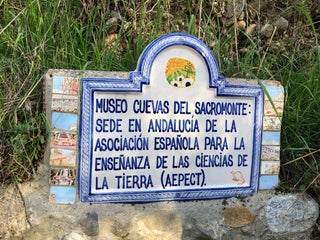 MUSEO CUEVAS DEL SACROMONTE:
SEDE EN ANDALUCÍA DE LA
ASOCIACIÓN ESPAÑOLA PARA LA
ENSEÑANZA DE LAS CIENCIAS DE
LA TIERRA (AEPECT).